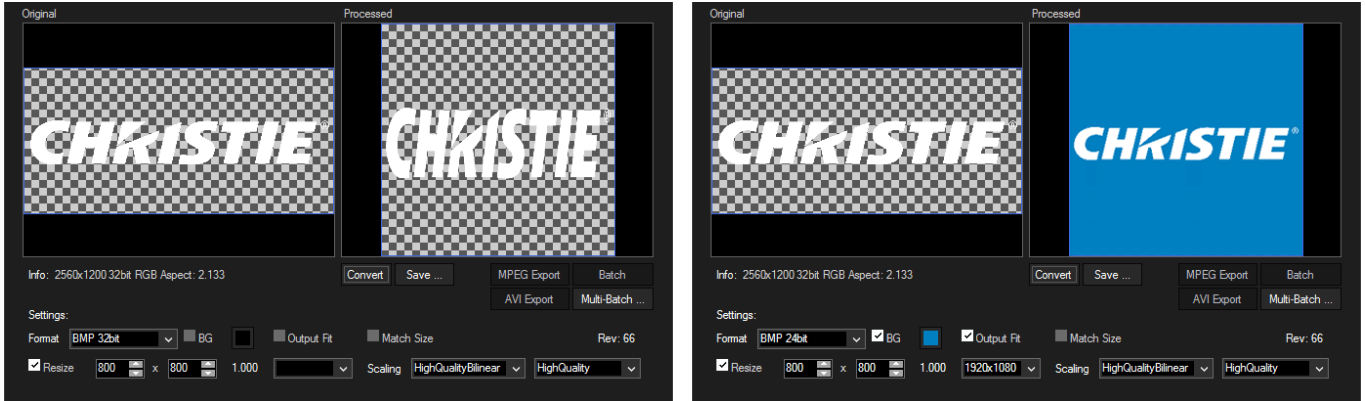 Original Processed
CHRISTIE® CHRISTIE®
Info: 2560x1200 32bit RGB Aspect: 2.133 Convert Save ... MPEG Export Batch
AVI Export Multi-Batch ...
Settings:
Format BMP 32bit BG Output Fit Match Size Rev: 66
Resize 800 x 800 1.000 Scaling HighQualityBilinear HighQuality
Original Processed
CHRISTIE® CHRISTIE®
Info: 2560x1200 32bit RGB Aspect: 2.133 Convert Save ... MPEG Export Batch
AVI Export Multi-Batch ...
Settings:
Format BMP 24bit BG Output Fit Match Size Rev: 66
Resize 800 x 800 1.000 1920x1080 Scaling HighQualityBilinear HighQuality